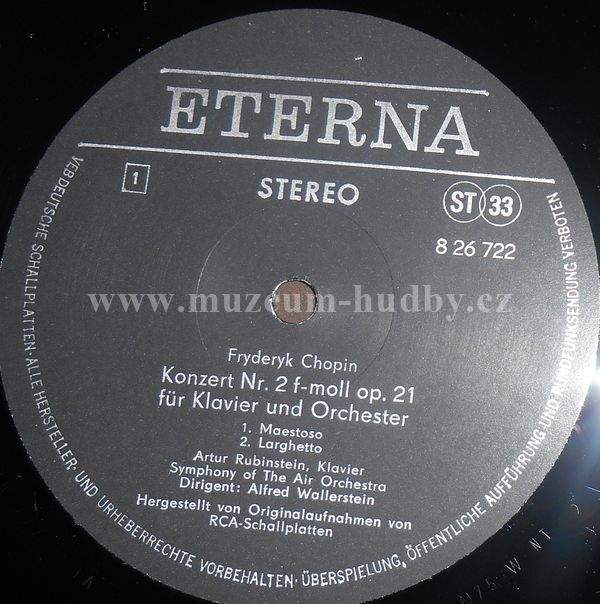 ETERNA
1
STEREO
ST 33
8 26 722
www.muzeum-hudby.cz
Fryderyk Chopin
Konzert Nr. 2 f-moll op. 21
für Klavier und Orchester
1. Maestoso
2. Larghetto
Artur Rubinstein, Klavier
Symphony of The Air Orchestra
Dirigent: Alfred Wallerstein
Hergestellt von Originalaufnahmen von
RCA-Schallplatten
VEB DEUTSCHE SCHALLPLATTEN · ALLE HERSTELLER- UND URHEBERRECHTE VORBEHALTEN · ÜBERSPIELUNG, ÖFFENTLICHE AUFFÜHRUNG UND RUNDFUNKSENDUNG VERBOTEN